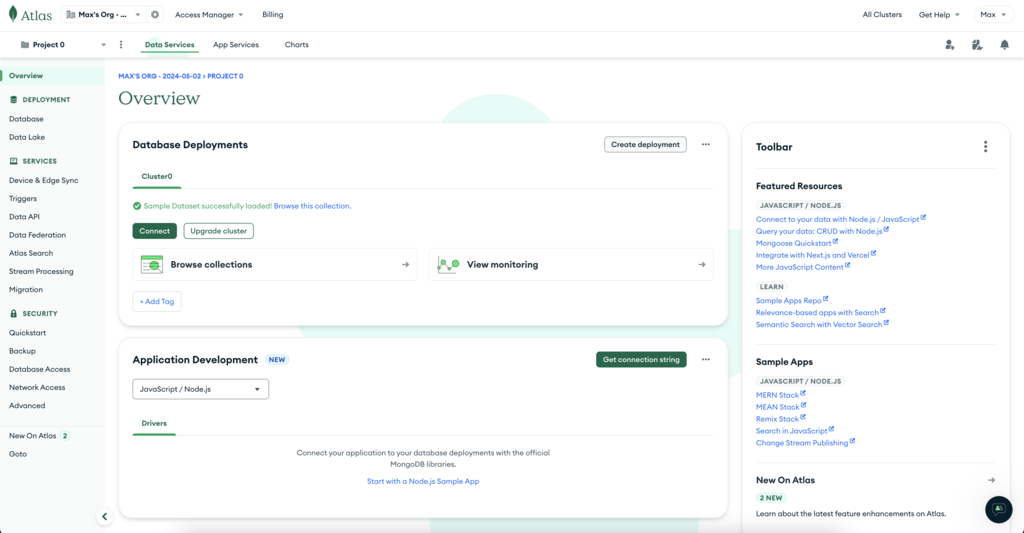 Atlas
Max's Org - ...
Access Manager
Billing
All Clusters
Get Help
Max
Project 0
Data Services
App Services
Charts
Overview
DEPLOYMENT
Database
Data Lake
SERVICES
Device & Edge Sync
Triggers
Data API
Data Federation
Atlas Search
Stream Processing
Migration
SECURITY
Quickstart
Backup
Database Access
Network Access
Advanced
New On Atlas 2
Goto
MAX'S ORG - 2024-05-02 > PROJECT 0
Overview
Database Deployments
Create deployment
Cluster0
Sample Dataset successfully loaded! Browse this collection.
Connect
Upgrade cluster
Browse collections
View monitoring
+ Add Tag
Application Development NEW
Get connection string
JavaScript / Node.js
Drivers
Connect your application to your database deployments with the official
MongoDB libraries.
Start with a Node.js Sample App
Toolbar
Featured Resources
JAVASCRIPT / NODE.JS
Connect to your data with Node.js / JavaScript
Query your data: CRUD with Node.js
Mongoose Quickstart
Integrate with Next.js and Vercel
More JavaScript Content
LEARN
Sample Apps Repo
Relevance-based apps with Search
Semantic Search with Vector Search
Sample Apps
JAVASCRIPT / NODE.JS
MERN Stack
MEAN Stack
Remix Stack
Search in JavaScript
Change Stream Publishing
New On Atlas
2 NEW
Learn about the latest feature enhancements on Atlas.